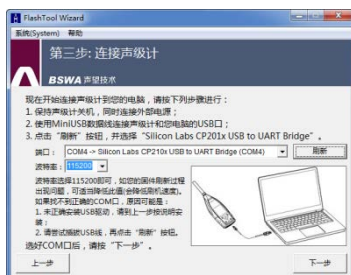 FlashTool Wizard
系统(System) 帮助
第三步: 连接声级计
BSWA 声望技术
现在开始连接声级计到您的电脑，请按下列步骤进行：
1. 保持声级计关机，同时连接外部电源；
2. 使用MiniUSB数据线连接声级计和您电脑的USB口；
3. 点击“刷新”按钮，并选择“Silicon Labs CP201x USB to UART Bridge”。
端口： COM4 -> Silicon Labs CP210x USB to UART Bridge (COM4) 刷新
波特率： 115200
波特率选择115200即可，如您的固件刷新过程
出现问题，可适当降低此值(会降低刷机速度)。
如果找不到正确的COM口，原因可能是：
1. 未正确安装USB驱动，请到上一步按说明安
装；
2. 请尝试插拔USB线，再点击“刷新”按钮。
选好COM口后，请按“下一步”。
上一步 下一步